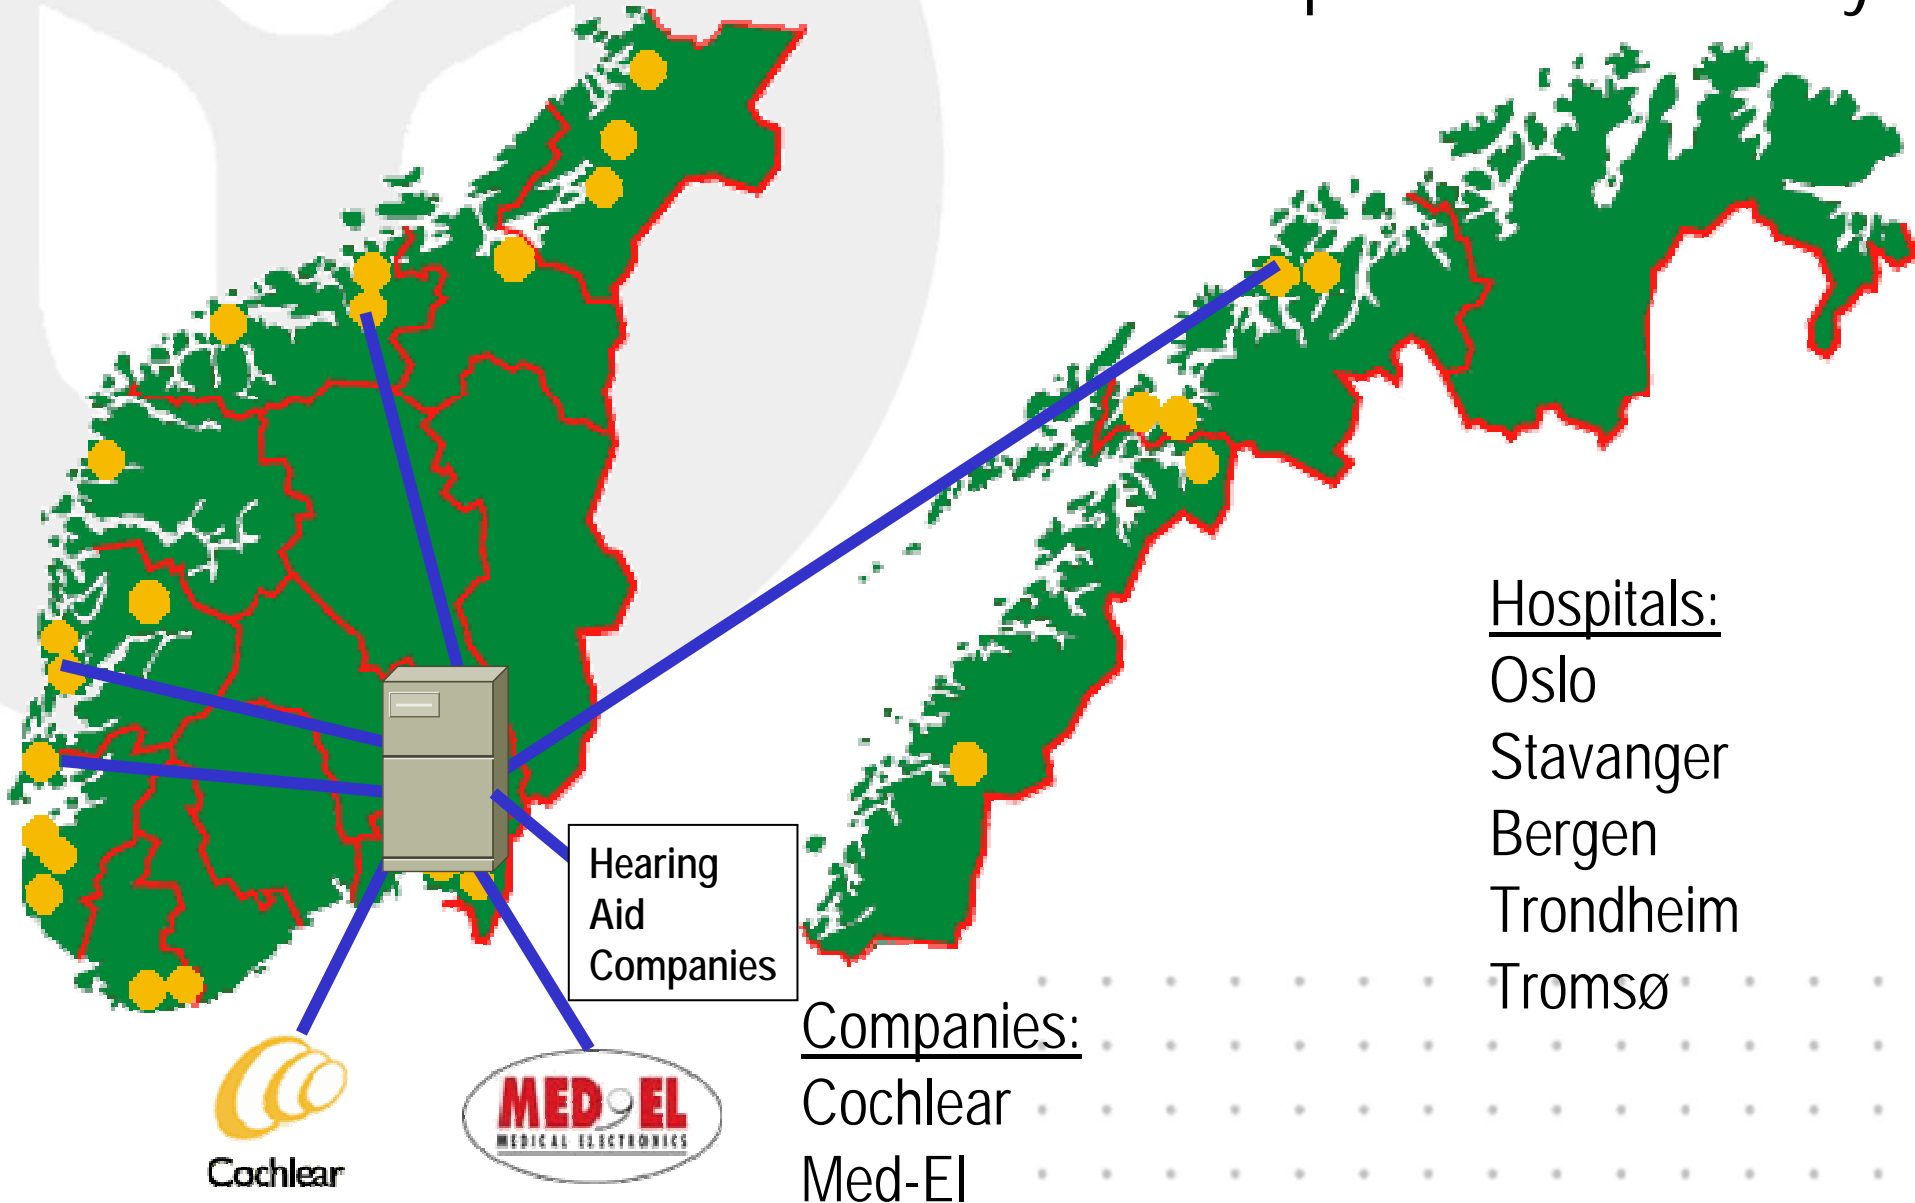 Hospitals:
Oslo
Stavanger
Bergen
Trondheim
Tromsø
Hearing
Aid
Companies
Companies:
Cochlear
Med-El
Cochlear
MED EL
MEDICAL ELECTRONICS